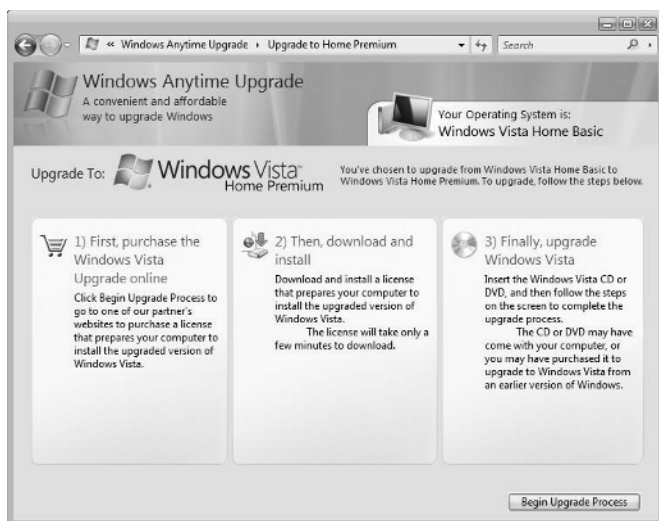 « Windows Anytime Upgrade ▸ Upgrade to Home Premium
Search
Windows Anytime Upgrade
A convenient and affordable
way to upgrade Windows
Your Operating System is:
Windows Vista Home Basic
Upgrade To:
Windows Vista™
Home Premium
You've chosen to upgrade from Windows Vista Home Basic to
Windows Vista Home Premium. To upgrade, follow the steps below.
1) First, purchase the
Windows Vista
Upgrade online
Click Begin Upgrade Process to
go to one of our partner's
websites to purchase a license
that prepares your computer to
install the upgraded version of
Windows Vista.
2) Then, download and
install
Download and install a license
that prepares your computer to
install the upgraded version of
Windows Vista.
The license will take only a
few minutes to download.
3) Finally, upgrade
Windows Vista
Insert the Windows Vista CD or
DVD, and then follow the steps
on the screen to complete the
upgrade process.
The CD or DVD may have
come with your computer, or
you may have purchased it to
upgrade to Windows Vista from
an earlier version of Windows.
Begin Upgrade Process